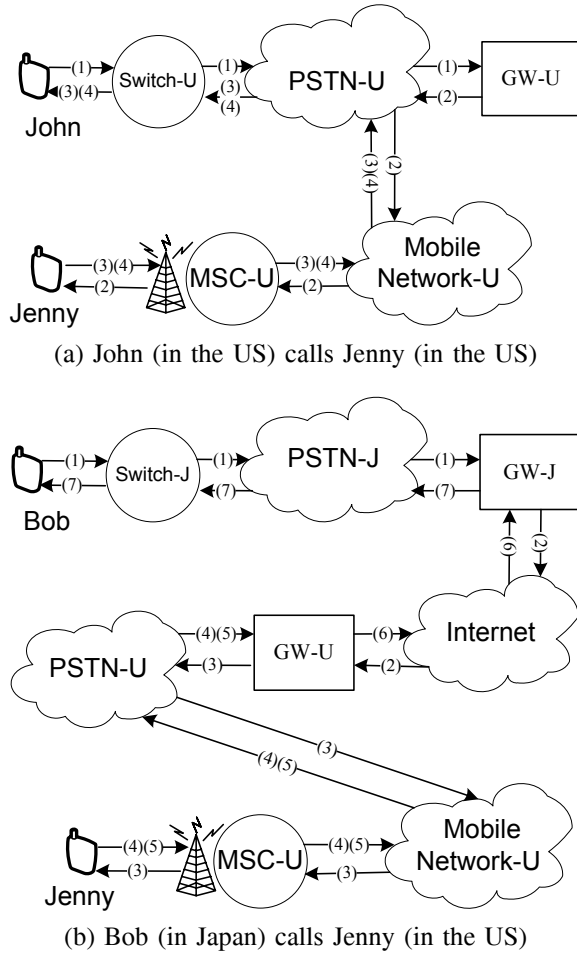 (1)
(3)(4)
John
Switch-U
(1)
(3)
(4)
PSTN-U
(1)
(2)
GW-U
(3)(4)
(2)
Jenny
(3)(4)
(2)
MSC-U
(3)(4)
(2)
Mobile
Network-U
(a) John (in the US) calls Jenny (in the US)
Bob
(1)
(7)
Switch-J
(1)
(7)
PSTN-J
(1)
(7)
GW-J
(6)
(2)
PSTN-U
(4)(5)
(3)
GW-U
(6)
(2)
Internet
(3)
(4)(5)
Jenny
(4)(5)
(3)
MSC-U
(4)(5)
(3)
Mobile
Network-U
(b) Bob (in Japan) calls Jenny (in the US)